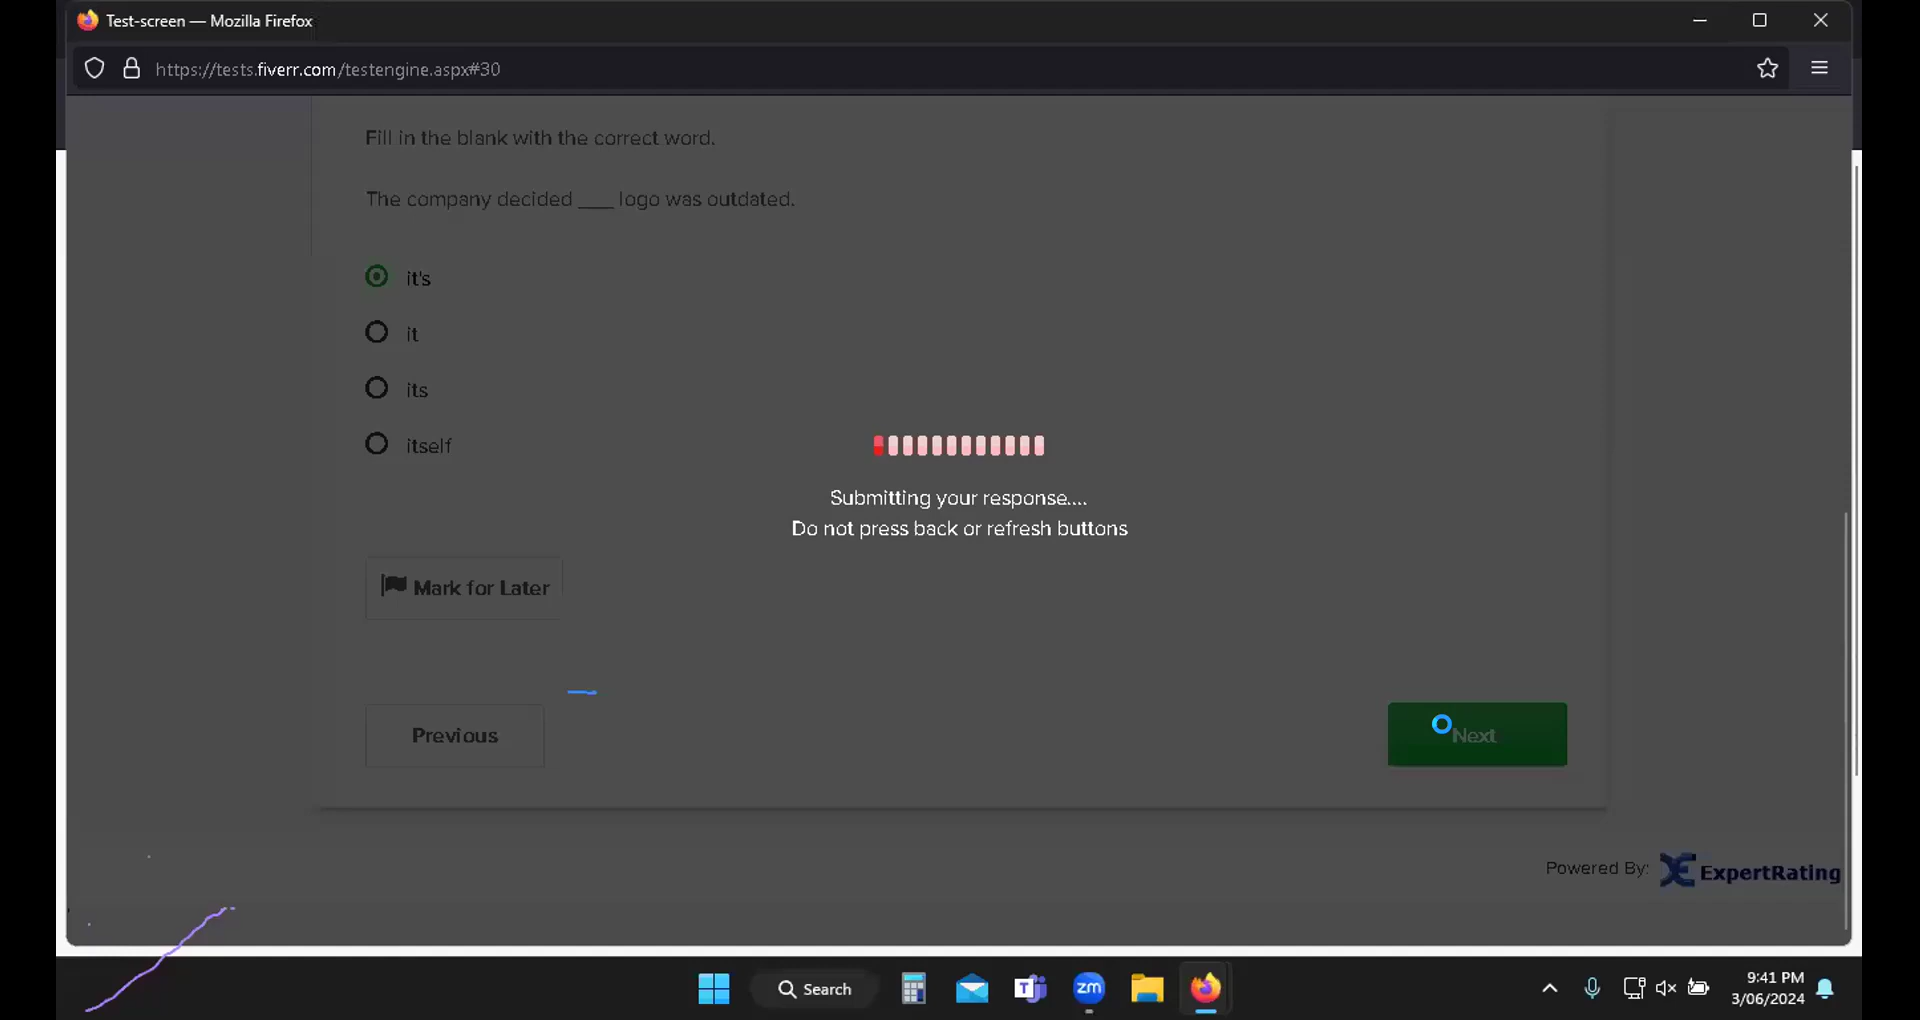 Test-screen — Mozilla Firefox
https://tests.fiverr.com/testengine.aspx#30
Fill in the blank with the correct word.
The company decided ___ logo was outdated.
it's
it
its
itself
Submitting your response....
Do not press back or refresh buttons
Mark for Later
Previous
Next
Powered By: ExpertRating
Search
zm
9:41 PM
3/06/2024